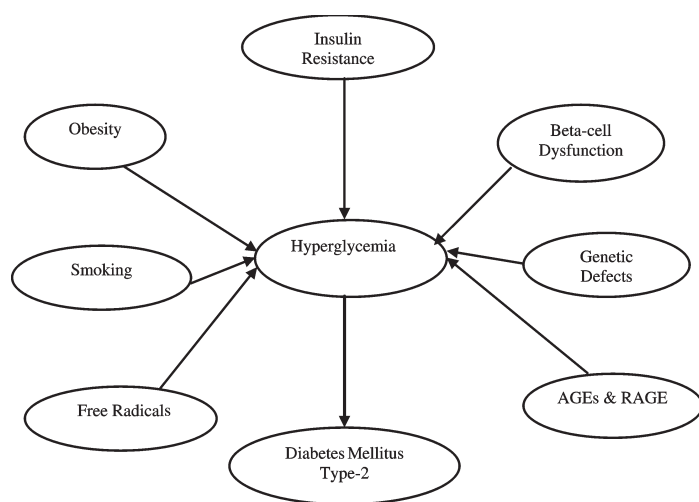 Insulin
Resistance
Obesity
Beta-cell
Dysfunction
Hyperglycemia
Smoking
Genetic
Defects
Free Radicals
AGEs & RAGE
Diabetes Mellitus
Type-2